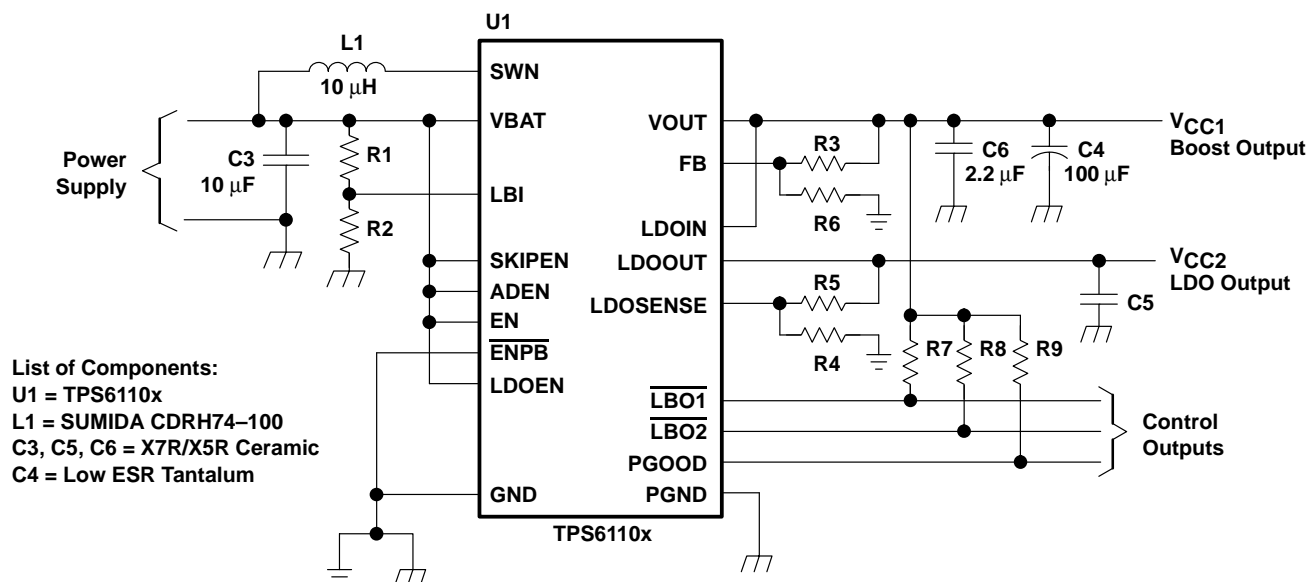 U1
L1
10 μH
SWN
VBAT
VOUT
VCC1
Boost Output
Power
Supply
C3
10 μF
R1
FB
R3
C6
2.2 μF
C4
100 μF
LBI
R2
R6
LDOIN
SKIPEN
LDOOUT
VCC2
LDO Output
ADEN
R5
LDOSENSE
C5
EN
ENPB
R4
R7
R8
R9
LDOEN
List of Components:
U1 = TPS6110x
L1 = SUMIDA CDRH74–100
C3, C5, C6 = X7R/X5R Ceramic
C4 = Low ESR Tantalum
LBO1
LBO2
Control
Outputs
PGOOD
GND
PGND
TPS6110x